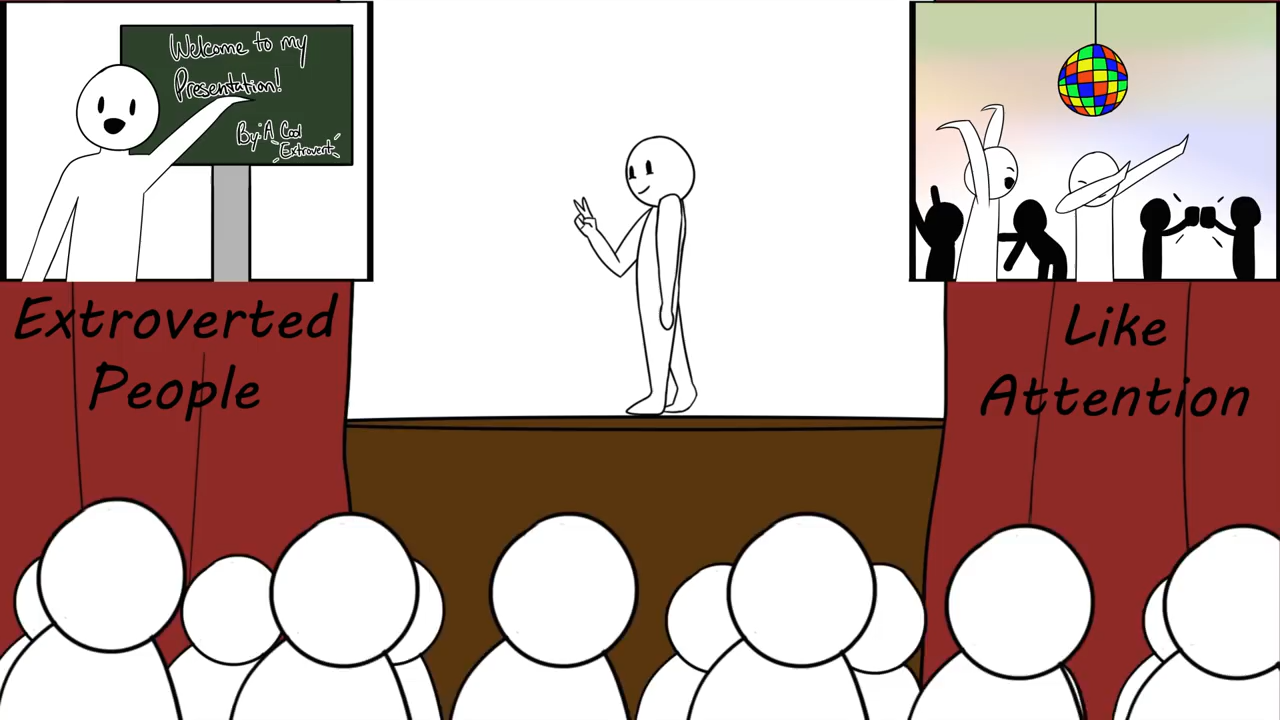 Welcome to my
Presentation!
By: A Cool
Extrovert
Extroverted
People
Like
Attention